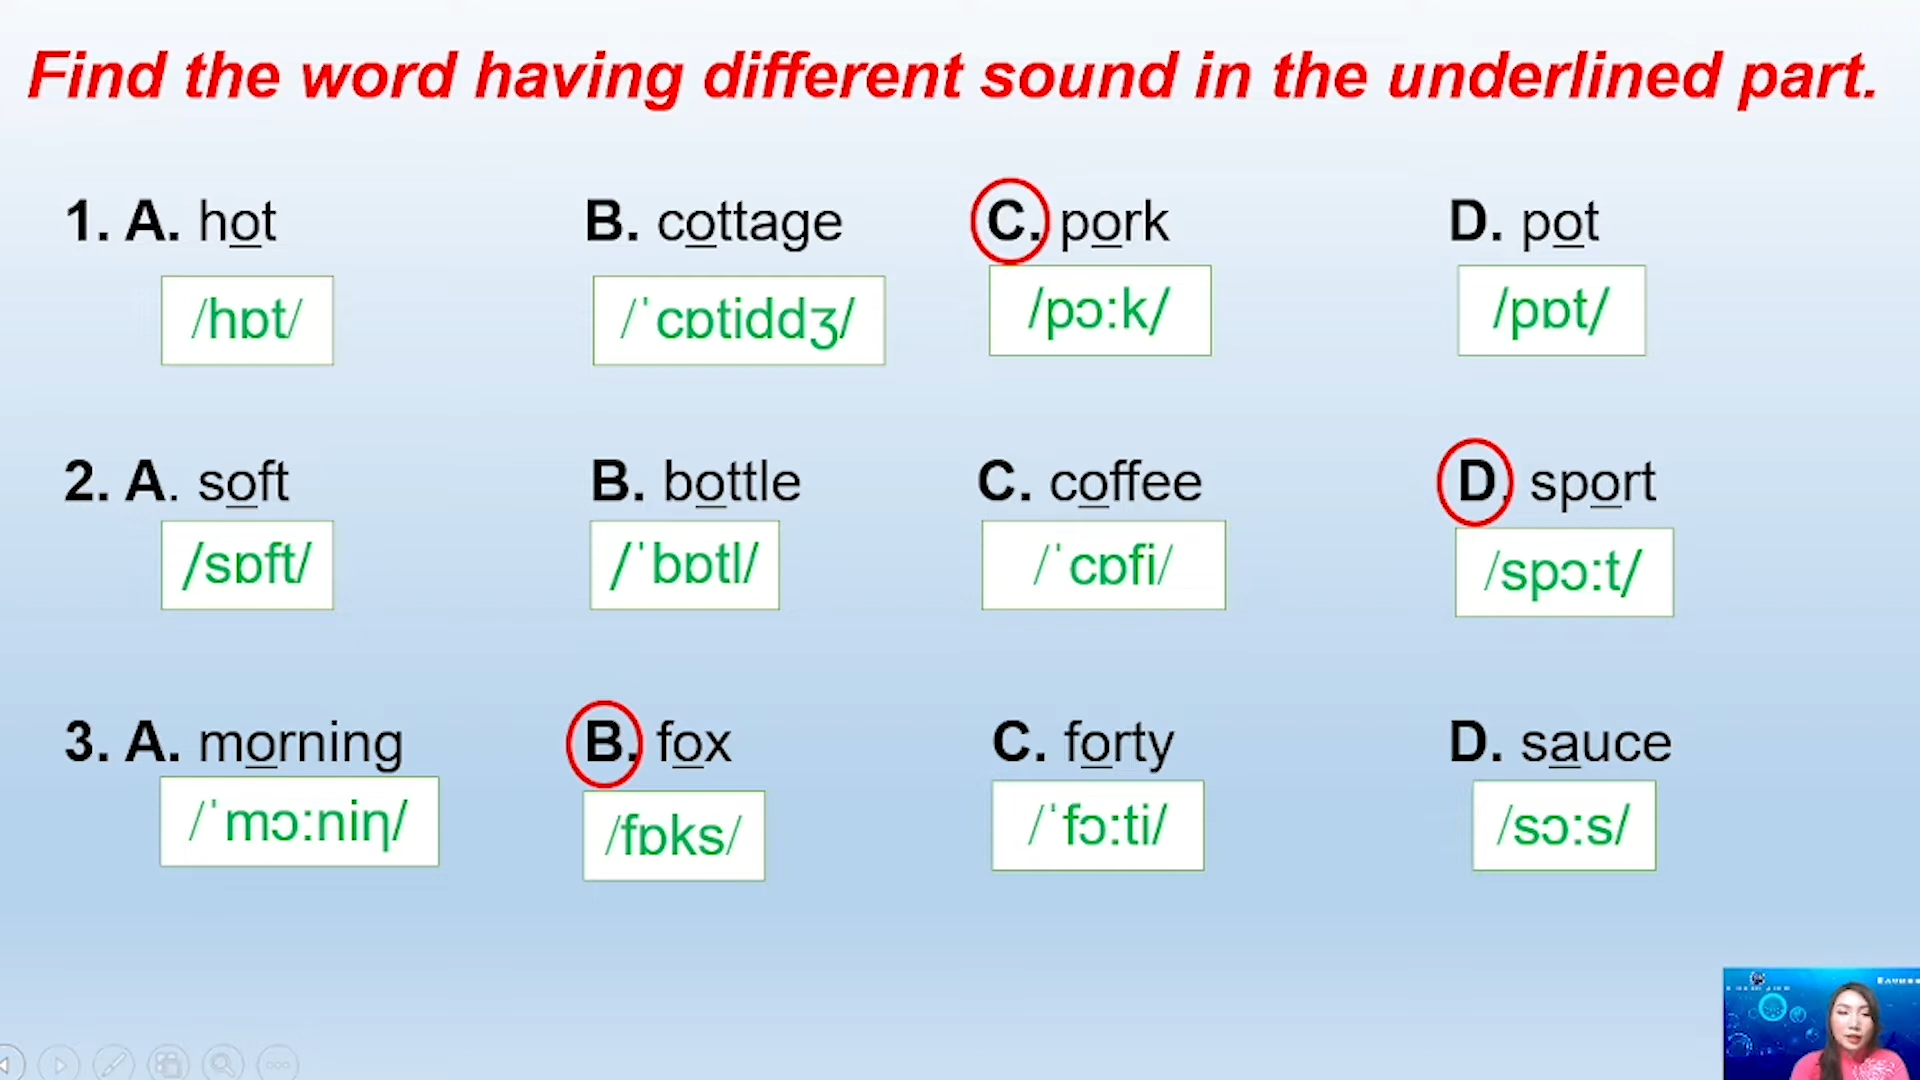 Find the word having different sound in the underlined part.
1. A. hot B. cottage C. pork D. pot
/hɒt/ /ˈcɒtiddʒ/ /pɔ:k/ /pɒt/
2. A. soft B. bottle C. coffee D. sport
/sɒft/ /ˈbɒtl/ /ˈcɒfi/ /spɔ:t/
3. A. morning B. fox C. forty D. sauce
/ˈmɔ:niη/ /fɒks/ /ˈfɔ:ti/ /sɔ:s/